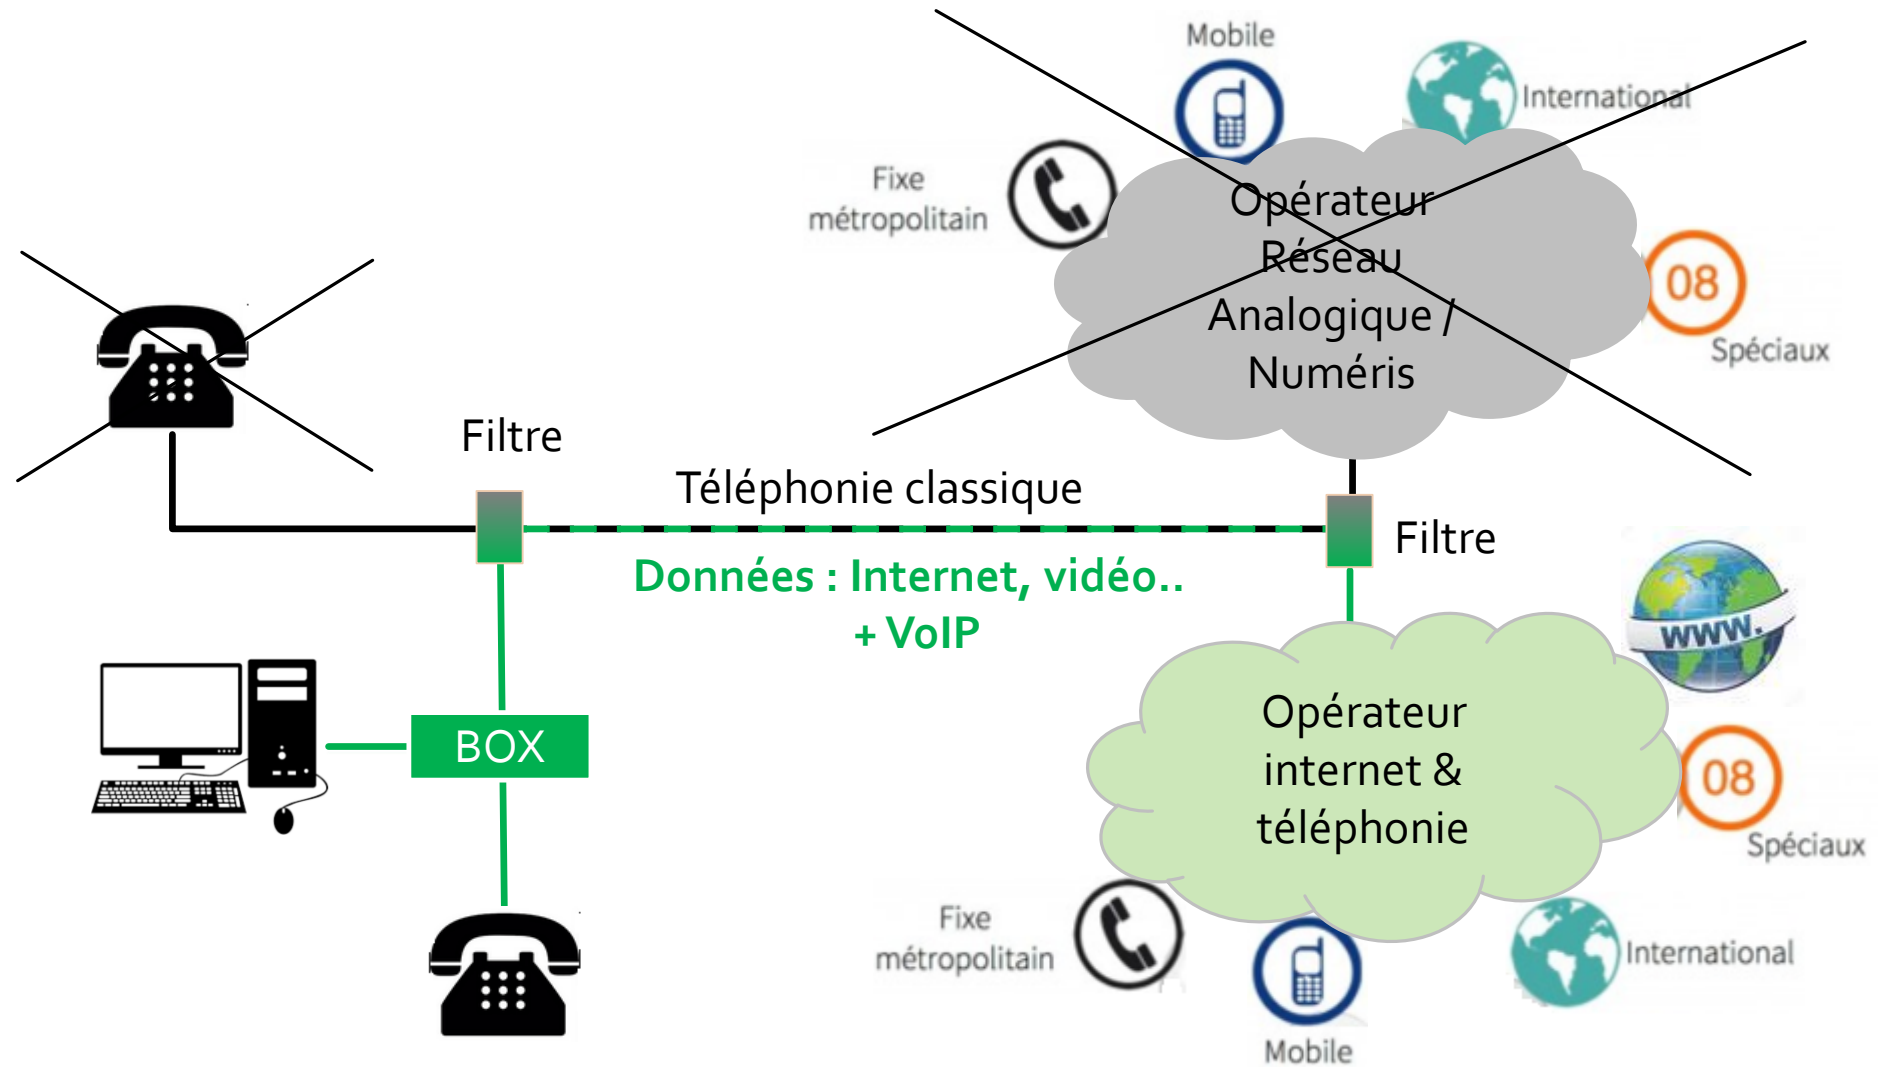 Mobile
International
Fixe
métropolitain
Opérateur
Réseau
Analogique /
Numéris
08
Spéciaux
Filtre
Téléphonie classique
Filtre
Données : Internet, vidéo..
+ VoIP
www.
BOX
Opérateur
internet &
téléphonie
08
Spéciaux
Fixe
métropolitain
International
Mobile